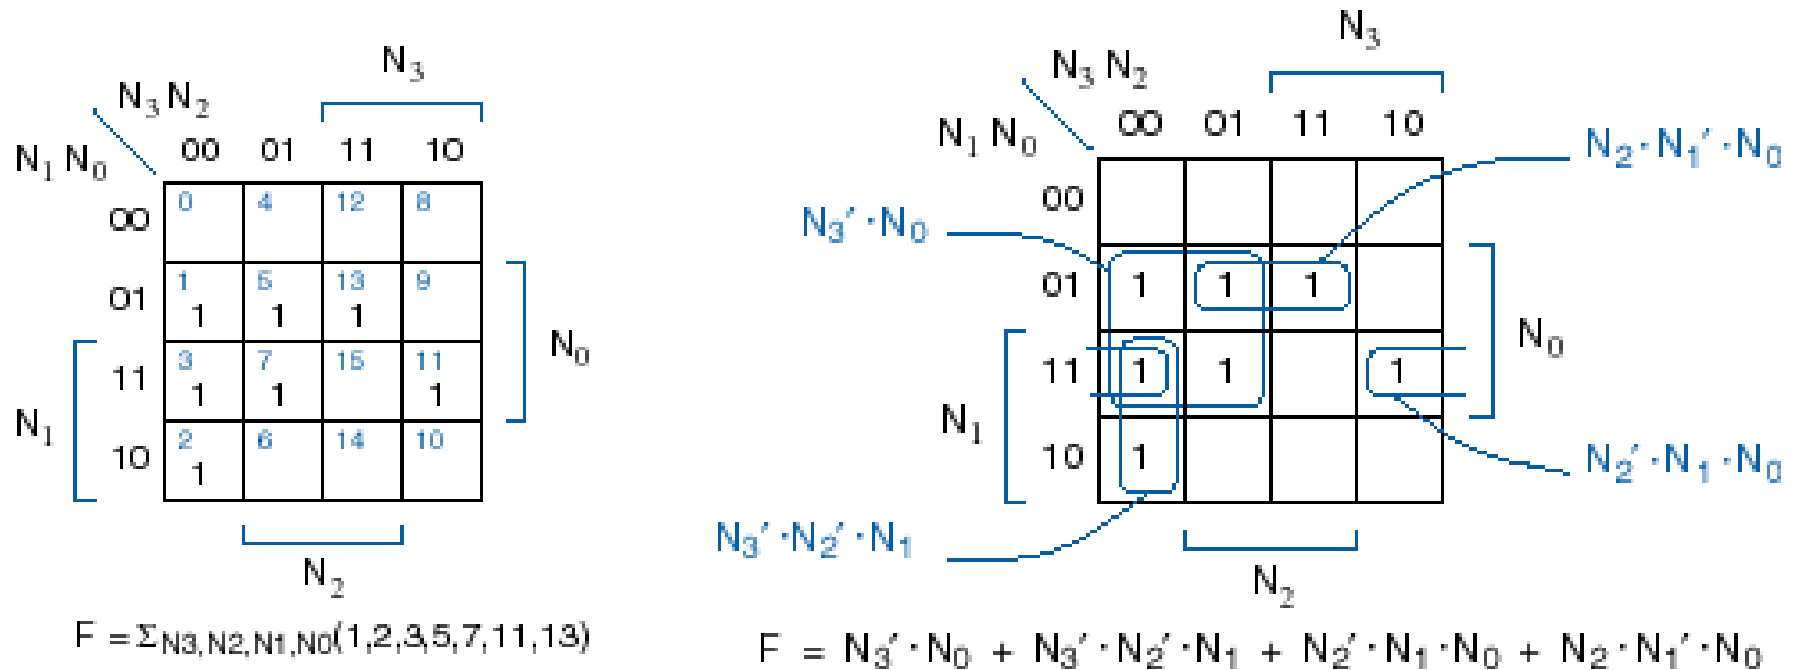 N₃
N₃ N₂
N₁ N₀
00 01 11 10
00 0 4 12 8
01 1 5 13 9
1 1 1
N₀
11 3 7 15 11
1 1 1
N₁
10 2 6 14 10
1
N₂
F = Σ N3,N2,N1,N0(1,2,3,5,7,11,13)
N₃
N₃ N₂
N₁ N₀
00 01 11 10
N₂·N₁′·N₀
00
N₃′·N₀
01 1 1 1
N₀
11 1 1 1
N₁
10 1
N₂′·N₁·N₀
N₃′·N₂′·N₁
N₂
F = N₃′·N₀ + N₃′·N₂′·N₁ + N₂′·N₁·N₀ + N₂·N₁′·N₀